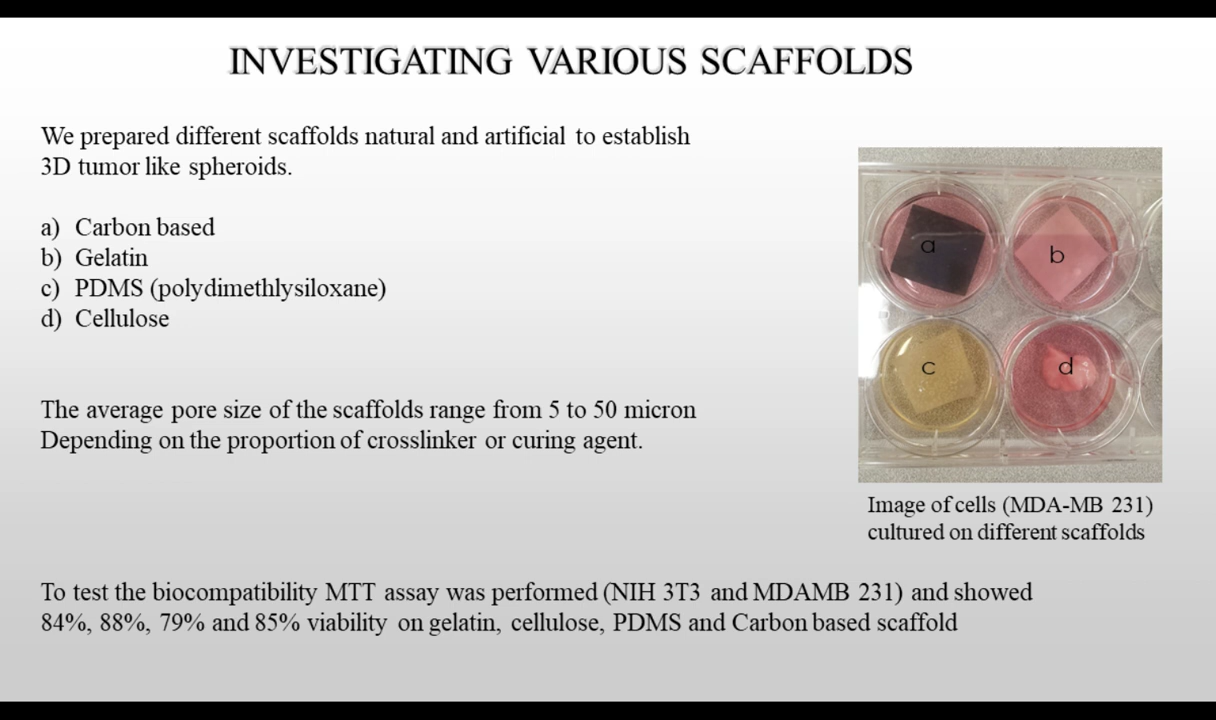 INVESTIGATING VARIOUS SCAFFOLDS
We prepared different scaffolds natural and artificial to establish
3D tumor like spheroids.
a) Carbon based
b) Gelatin
c) PDMS (polydimethlysiloxane)
d) Cellulose
The average pore size of the scaffolds range from 5 to 50 micron
Depending on the proportion of crosslinker or curing agent.
a
b
c
d
Image of cells (MDA-MB 231)
cultured on different scaffolds
To test the biocompatibility MTT assay was performed (NIH 3T3 and MDAMB 231) and showed
84%, 88%, 79% and 85% viability on gelatin, cellulose, PDMS and Carbon based scaffold